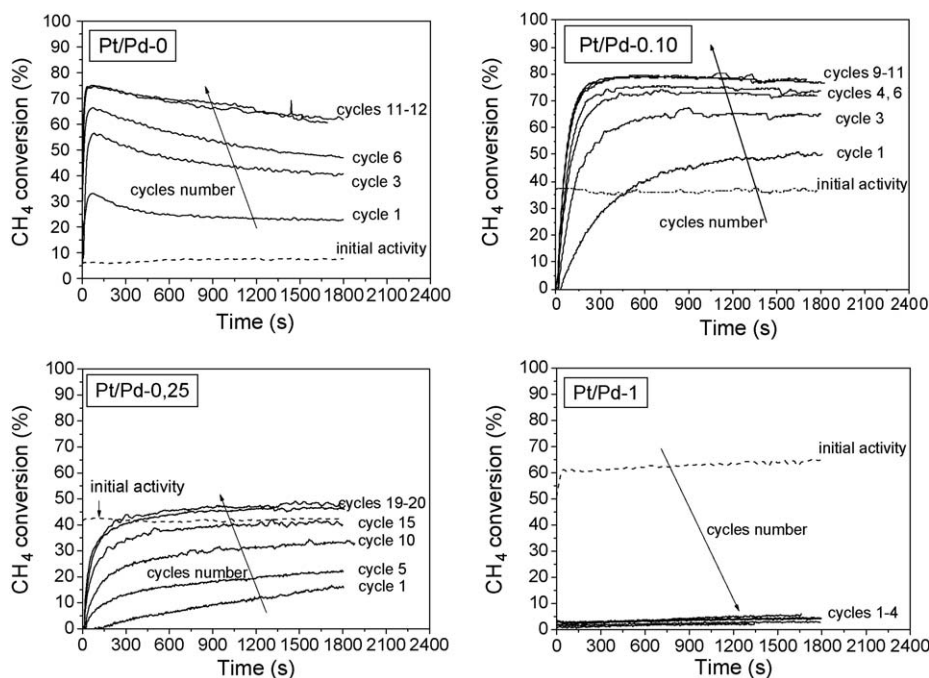 Pt/Pd-0
CH4 conversion (%)
100
90
80
70
60
50
40
30
20
10
0
cycles 11-12
cycle 6
cycle 3
cycles number
cycle 1
initial activity
0 300 600 900 1200 1500 1800 2100 2400
Time (s)
Pt/Pd-0.10
CH4 conversion (%)
100
90
80
70
60
50
40
30
20
10
0
cycles 9-11
cycles 4, 6
cycle 3
cycle 1
initial activity
cycles number
0 300 600 900 1200 1500 1800 2100 2400
Time (s)
Pt/Pd-0,25
CH4 conversion (%)
100
90
80
70
60
50
40
30
20
10
0
initial activity
cycles 19-20
cycle 15
cycle 10
cycles number
cycle 5
cycle 1
0 300 600 900 1200 1500 1800 2100 2400
Time (s)
Pt/Pd-1
CH4 conversion (%)
100
90
80
70
60
50
40
30
20
10
0
initial activity
cycles number
cycles 1-4
0 300 600 900 1200 1500 1800 2100 2400
Time (s)